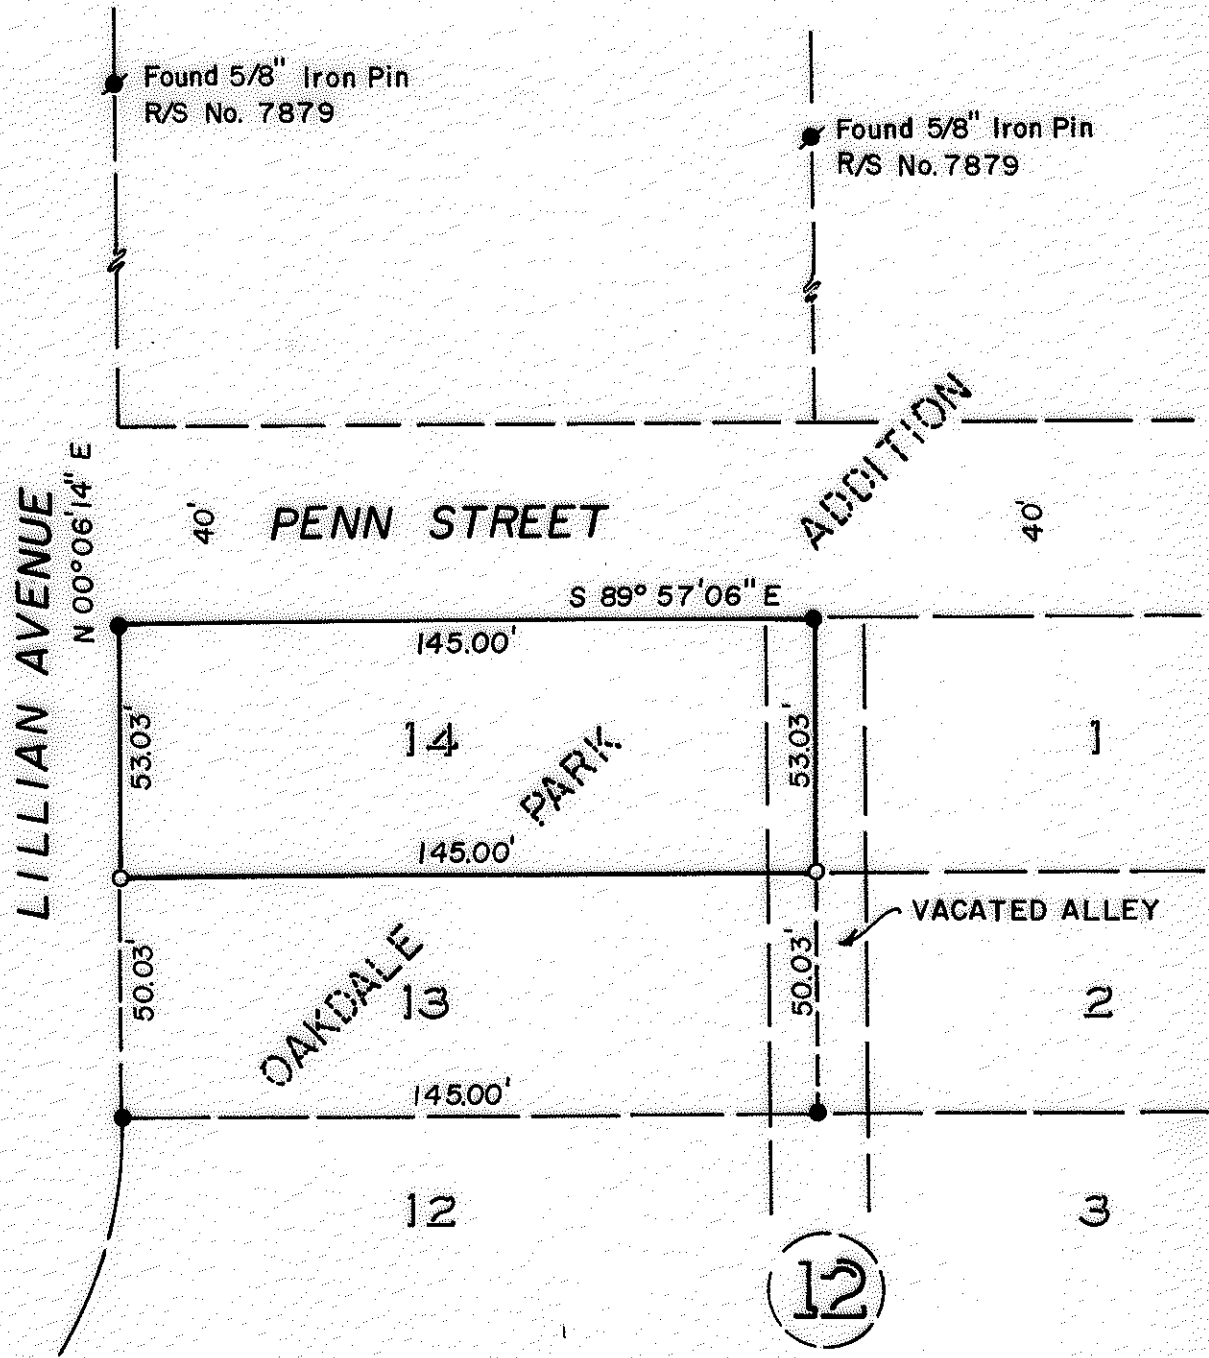 Found 5/8" Iron Pin
R/S No. 7879
Found 5/8" Iron Pin
R/S No. 7879
LILLIAN AVENUE
N 00°06'14" E
40'
PENN STREET
ADDITION
40'
S 89° 57'06" E
145.00'
53.03'
14
PARK
53.03'
1
145.00'
VACATED ALLEY
50.03'
OAKDALE
13
50.03'
2
145.00'
12
3
12